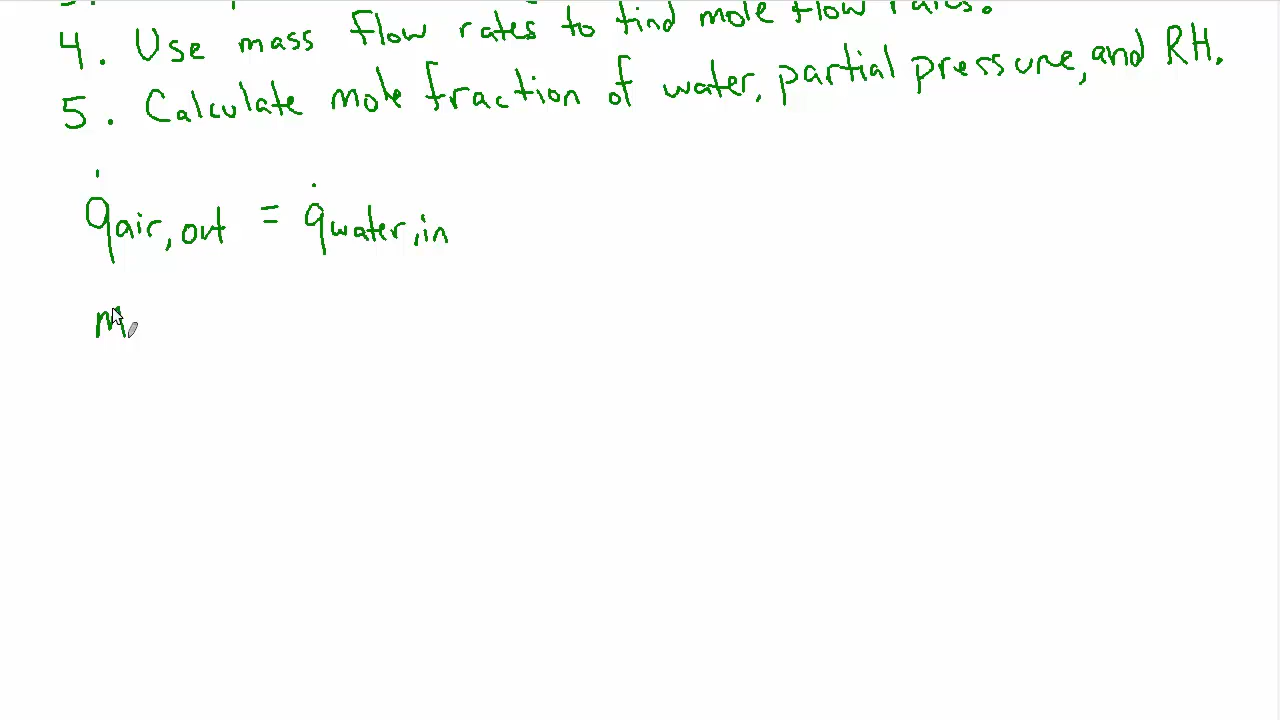 3.
4. Use mass flow rates to find mole flow rates.
5. Calculate mole fraction of water, partial pressure, and RH.
q̇air,out = q̇water,in
m